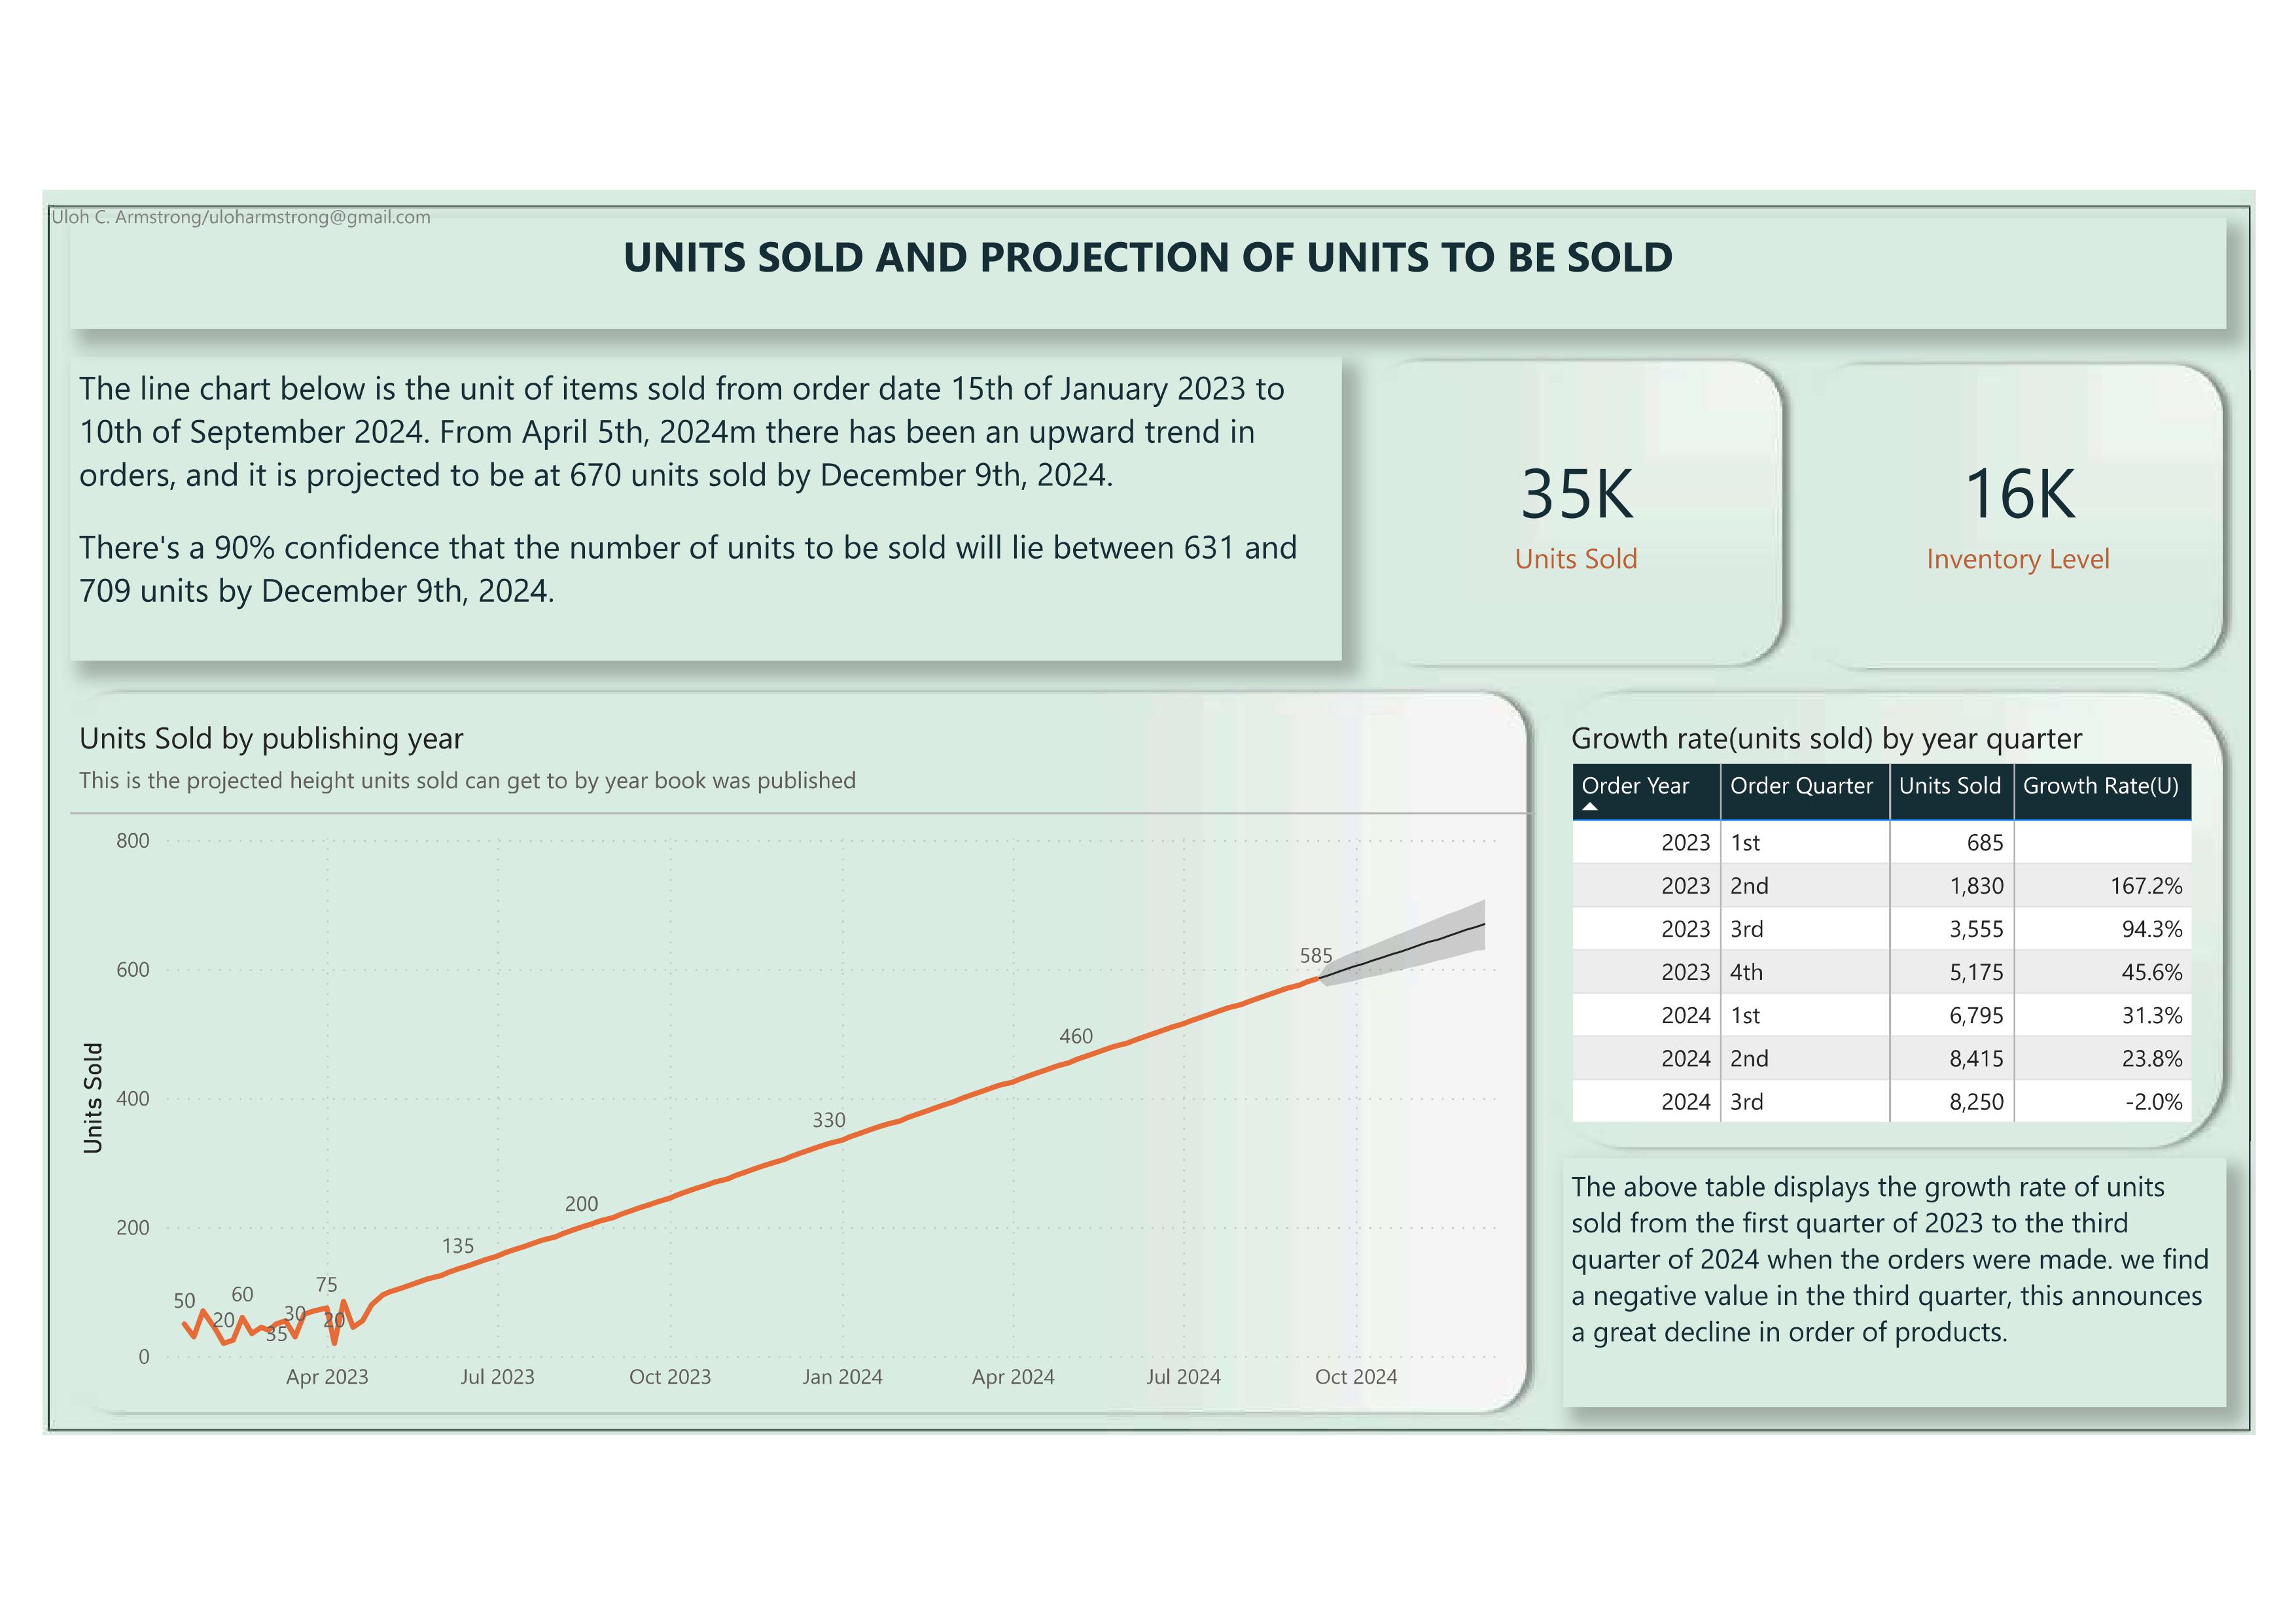 Uloh C. Armstrong/uloharmstrong@gmail.com
UNITS SOLD AND PROJECTION OF UNITS TO BE SOLD
The line chart below is the unit of items sold from order date 15th of January 2023 to
10th of September 2024. From April 5th, 2024m there has been an upward trend in
orders, and it is projected to be at 670 units sold by December 9th, 2024.
There's a 90% confidence that the number of units to be sold will lie between 631 and
709 units by December 9th, 2024.
35K
Units Sold
16K
Inventory Level
Units Sold by publishing year
This is the projected height units sold can get to by year book was published
Units Sold
800
600
400
200
0
50
20
60
35
30
75
20
135
200
330
460
585
Apr 2023
Jul 2023
Oct 2023
Jan 2024
Apr 2024
Jul 2024
Oct 2024
Growth rate(units sold) by year quarter
Order Year Order Quarter Units Sold Growth Rate(U)
2023 1st 685
2023 2nd 1,830 167.2%
2023 3rd 3,555 94.3%
2023 4th 5,175 45.6%
2024 1st 6,795 31.3%
2024 2nd 8,415 23.8%
2024 3rd 8,250 -2.0%
The above table displays the growth rate of units
sold from the first quarter of 2023 to the third
quarter of 2024 when the orders were made. we find
a negative value in the third quarter, this announces
a great decline in order of products.